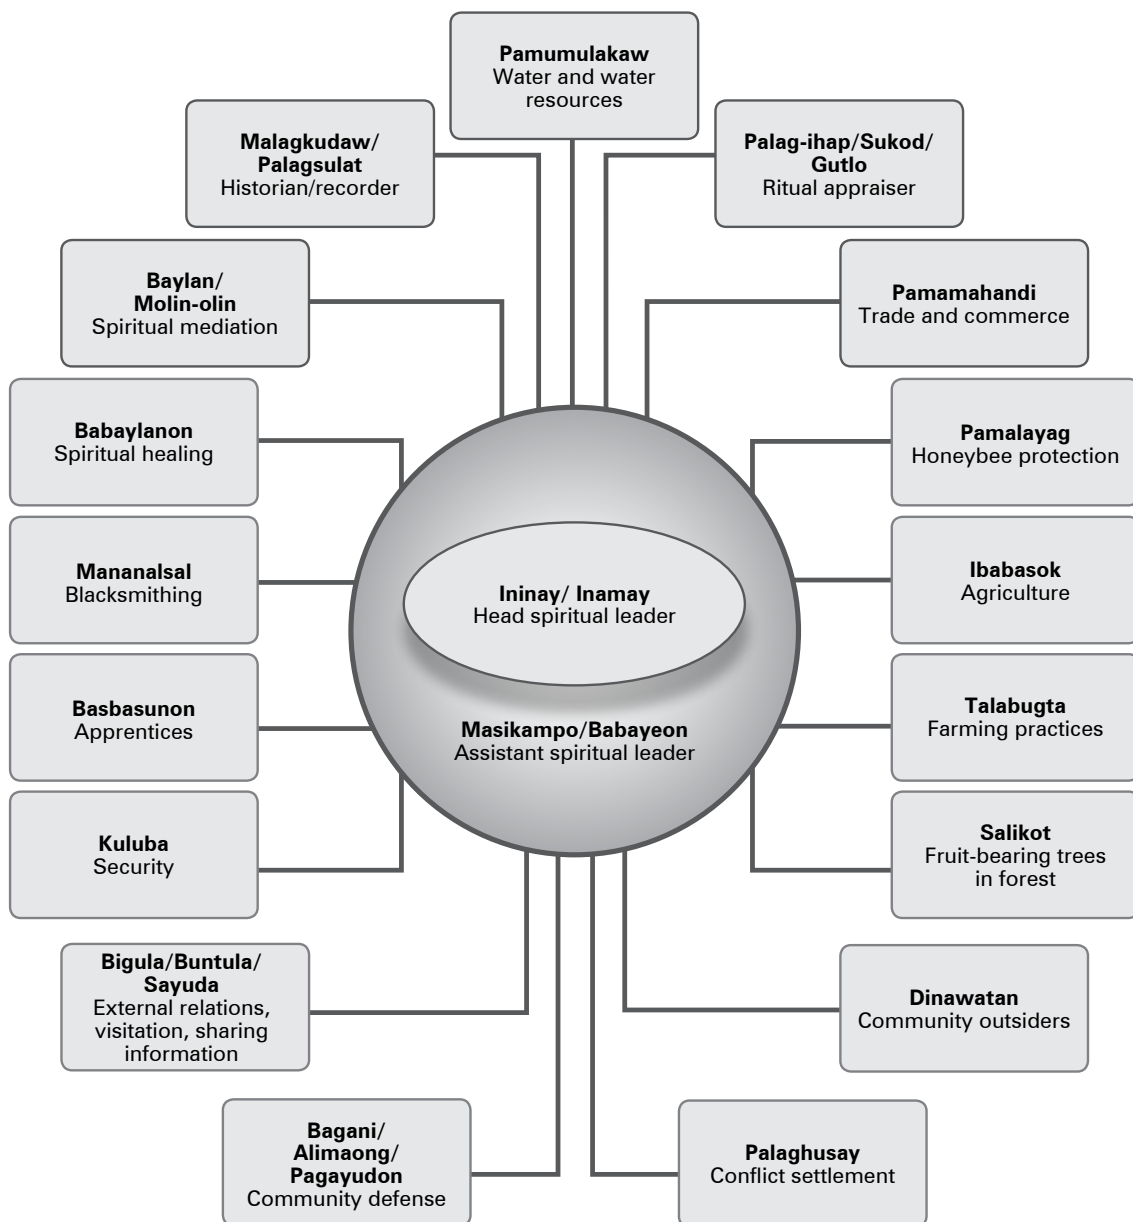 Pamumulakaw
Water and water
resources
Malagkudaw/
Palagsulat
Historian/recorder
Palag-ihap/Sukod/
Gutlo
Ritual appraiser
Baylan/
Molin-olin
Spiritual mediation
Pamamahandi
Trade and commerce
Babaylanon
Spiritual healing
Pamalayag
Honeybee protection
Mananalsal
Blacksmithing
Ininay/ Inamay
Head spiritual leader
Ibabasok
Agriculture
Basbasunon
Apprentices
Masikampo/Babayeon
Assistant spiritual leader
Talabugta
Farming practices
Kuluba
Security
Salikot
Fruit-bearing trees
in forest
Bigula/Buntula/
Sayuda
External relations,
visitation, sharing
information
Dinawatan
Community outsiders
Bagani/
Alimaong/
Pagayudon
Community defense
Palaghusay
Conflict settlement